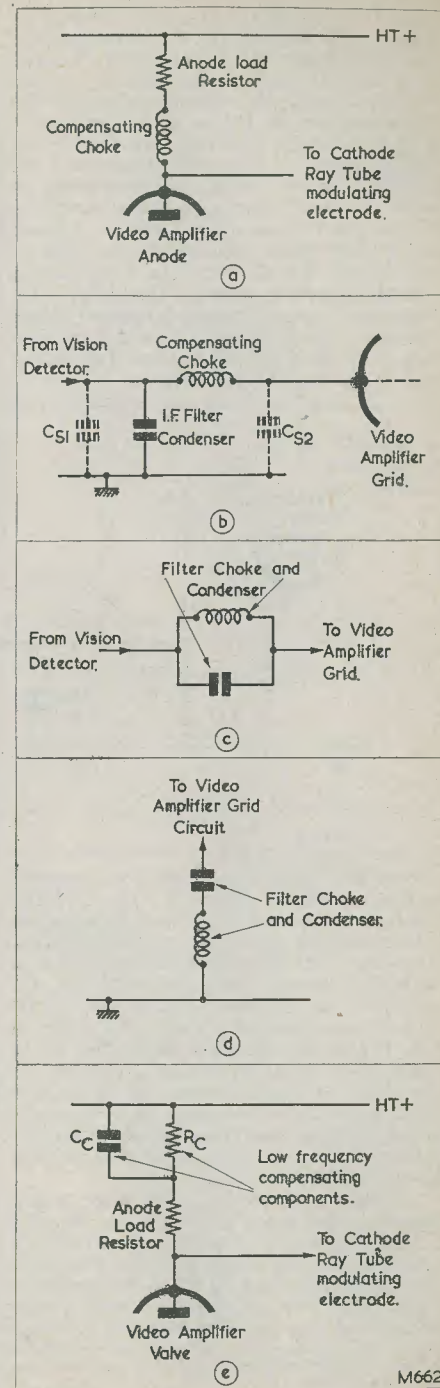 HT+
Anode load
Resistor
Compensating
Choke
To Cathode
Ray Tube
modulating
electrode.
Video Amplifier
Anode
a
From Vision
Detector.
Compensating
Choke
CS1
I.F. Filter
Condenser
CS2
Video
Amplifier
Grid.
b
Filter Choke and
Condenser
From Vision
Detector.
To Video
Amplifier
Grid.
c
To Video
Amplifier Grid
Circuit
Filter Choke
and Condenser.
d
HT+
CC
RC
Low frequency
compensating
components.
Anode
Load
Resistor
To Cathode
Ray Tube
modulating
electrode.
Video Amplifier
Valve
e
M662